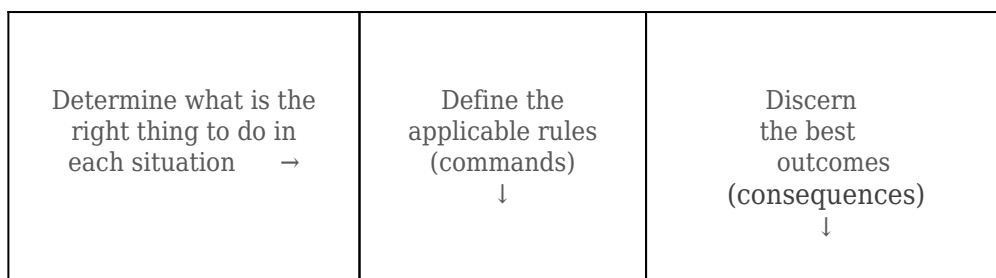 Determine what is the
right thing to do in
each situation →
Define the
applicable rules
(commands)
↓
Discern
the best
outcomes
(consequences)
↓